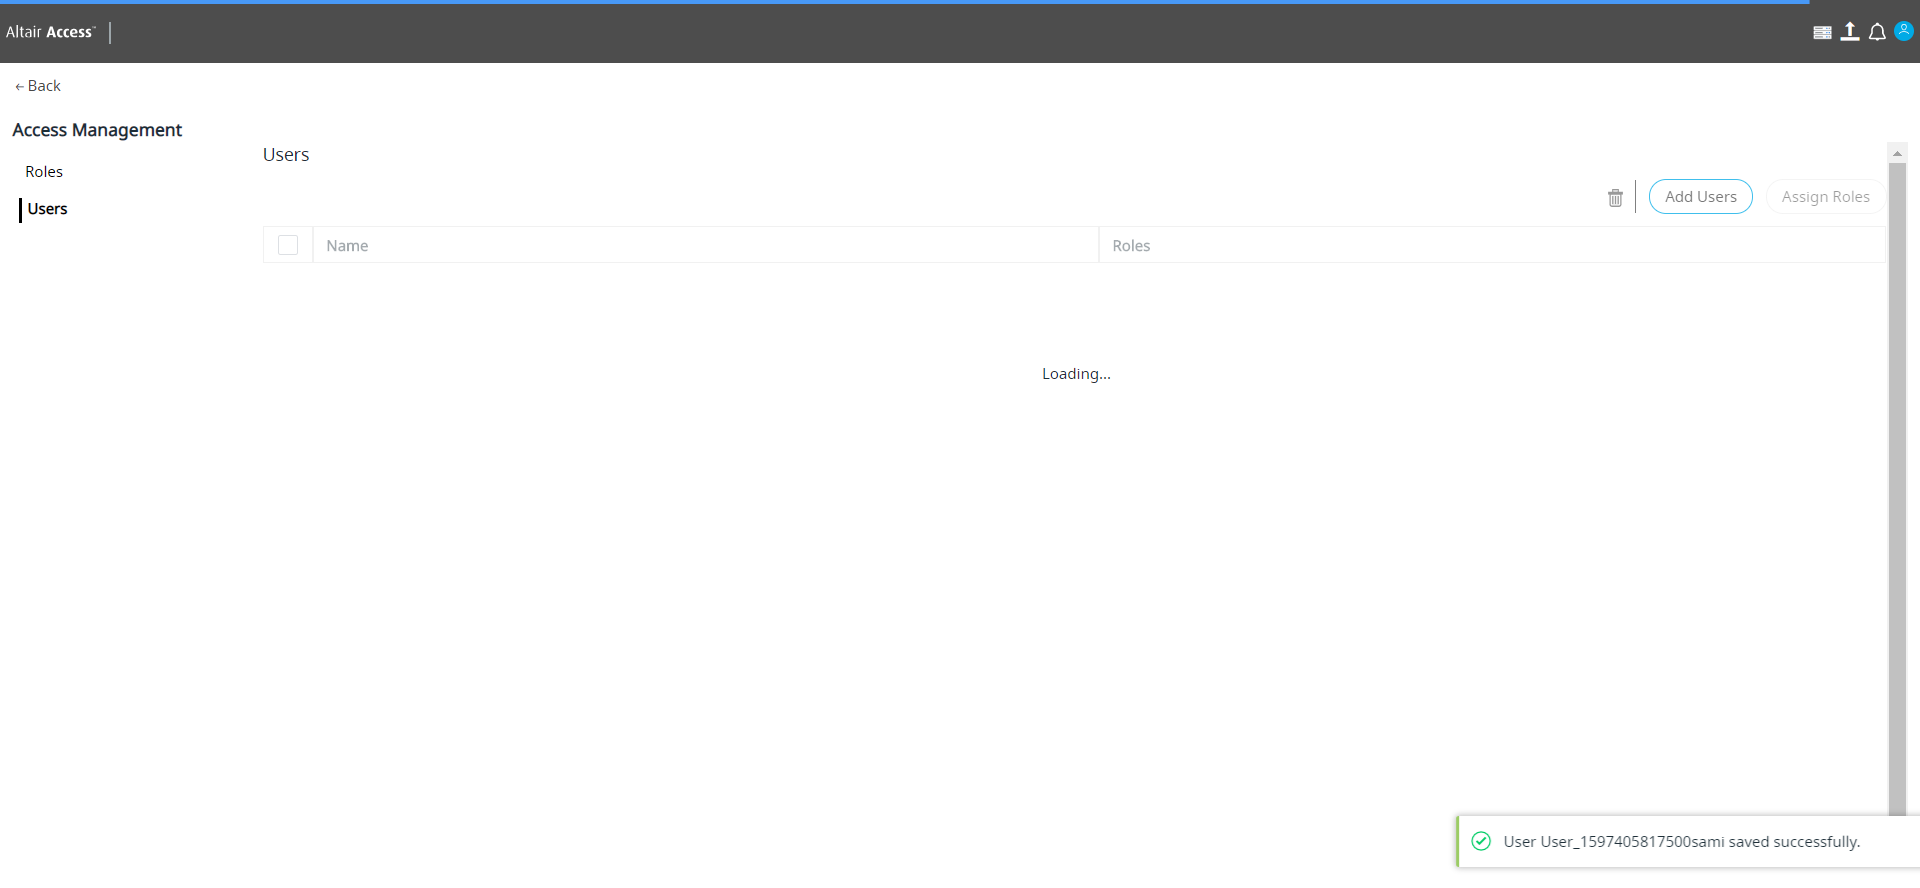 Altair Access™
Back
Access Management
Roles
Users
Users
Add Users
Assign Roles
Name
Roles
Loading...
User User_1597405817500sami saved successfully.